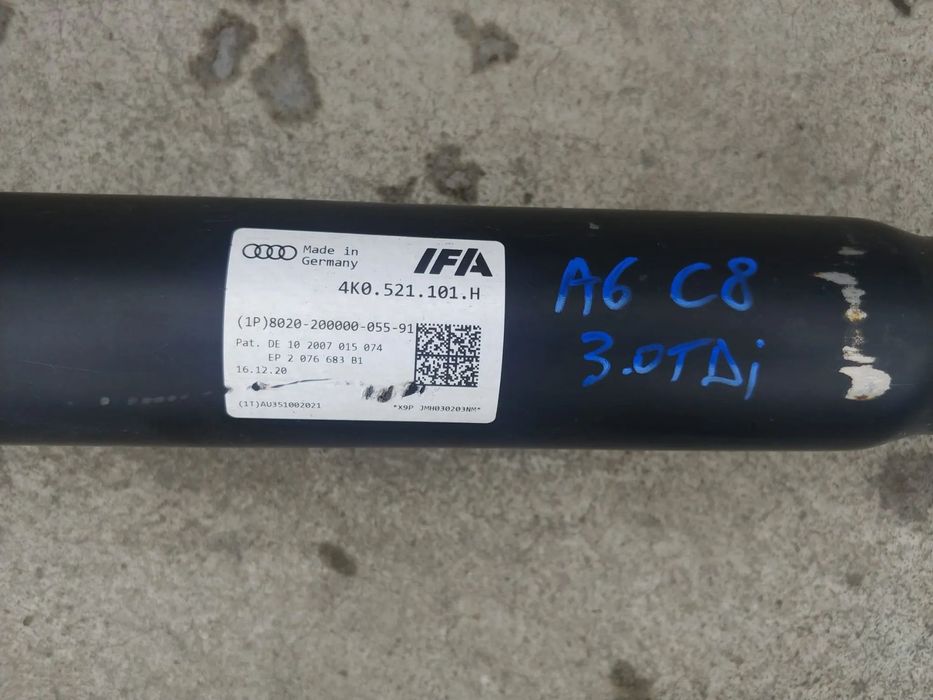 Made in
Germany
IFA
4K0.521.101.H
(1P)8020-200000-055-91
Pat. DE 10 2007 015 074
EP 2 076 683 B1
16.12.20
(1T)AU351002021
*X9P JMH030203NM*
A6 C8
3.0TDi